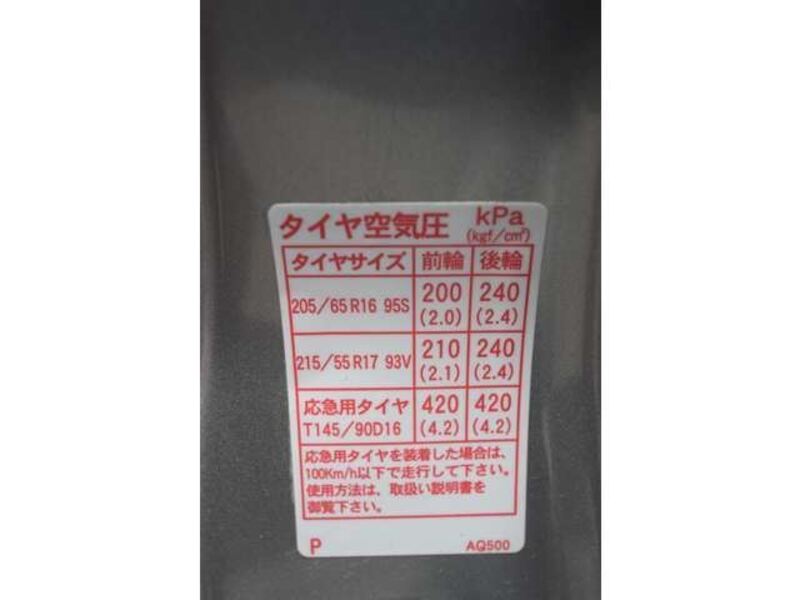 タイヤ空気圧 kPa
(kgf/cm²)
タイヤサイズ 前輪 後輪
205/65R16 95S 200 240
(2.0) (2.4)
215/55R17 93V 210 240
(2.1) (2.4)
応急用タイヤ 420 420
T145/90D16 (4.2) (4.2)
応急用タイヤを装着した場合は、
100Km/h以下で走行して下さい。
使用方法は、取扱い説明書を
御覧下さい。
P AQ500